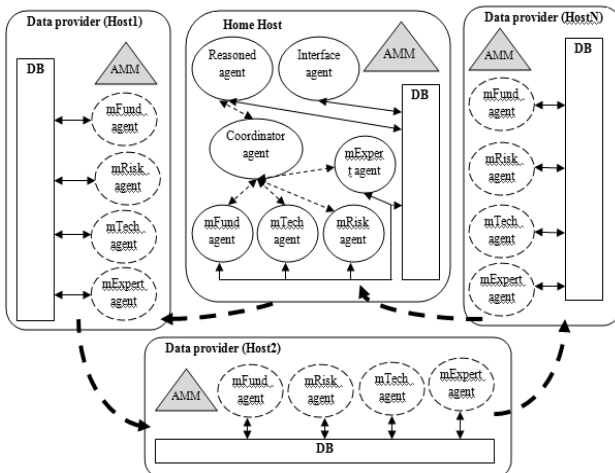 Data provider (Host1)
DB
AMM
mFund
agent
mRisk
agent
mTech
agent
mExpert
agent
Home Host
Reasoned
agent
Interface
agent
AMM
DB
Coordinator
agent
mExper
t agent
mFund
agent
mTech
agent
mRisk
agent
Data provider (HostN)
AMM
DB
mFund
agent
mRisk
agent
mTech
agent
mExpert
agent
Data provider (Host2)
AMM
mFund
agent
mRisk
agent
mTech
agent
mExpert
agent
DB